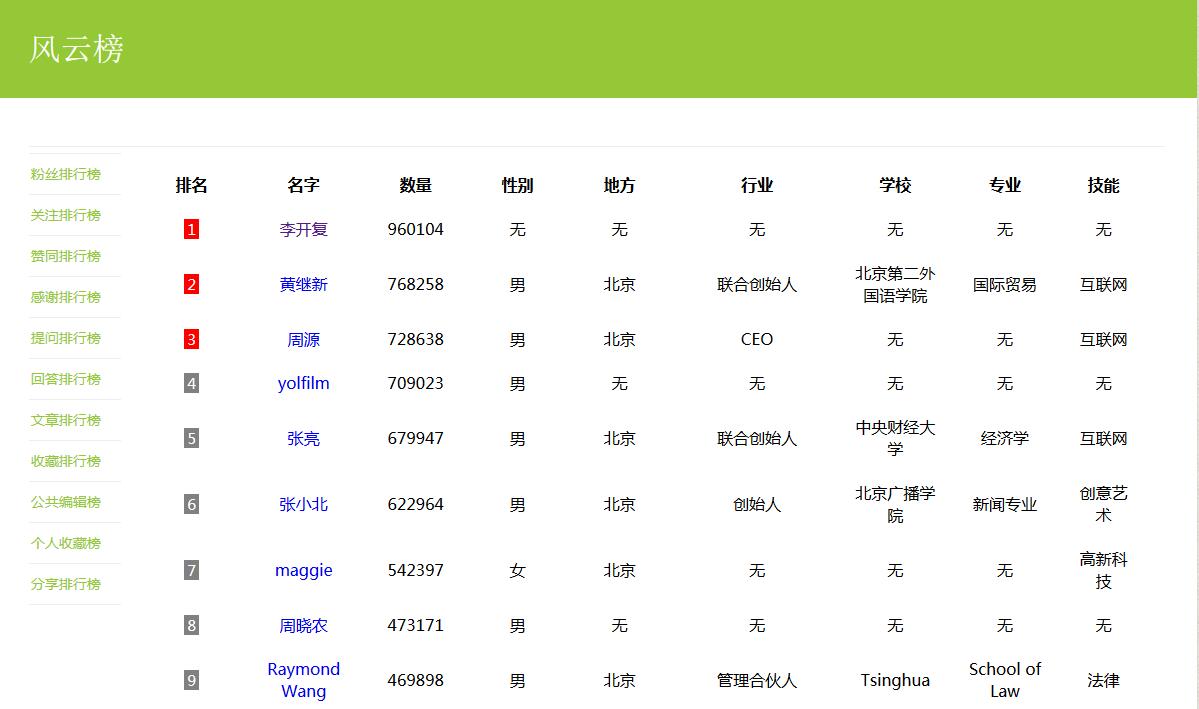 风云榜
粉丝排行榜
关注排行榜
赞同排行榜
感谢排行榜
提问排行榜
回答排行榜
文章排行榜
收藏排行榜
公共编辑榜
个人收藏榜
分享排行榜
排名 名字 数量 性别 地方 行业 学校 专业 技能
1 李开复 960104 无 无 无 无 无 无
2 黄继新 768258 男 北京 联合创始人 北京第二外 国际贸易 互联网
国语学院
3 周源 728638 男 北京 CEO 无 无 互联网
4 yolfilm 709023 男 无 无 无 无 无
5 张亮 679947 男 北京 联合创始人 中央财经大 经济学 互联网
学
6 张小北 622964 男 北京 创始人 北京广播学 新闻专业 创意艺
院 术
7 maggie 542397 女 北京 无 无 无 高新科
技
8 周晓农 473171 男 无 无 无 无 无
9 Raymond 469898 男 北京 管理合伙人 Tsinghua School of 法律
Wang Law